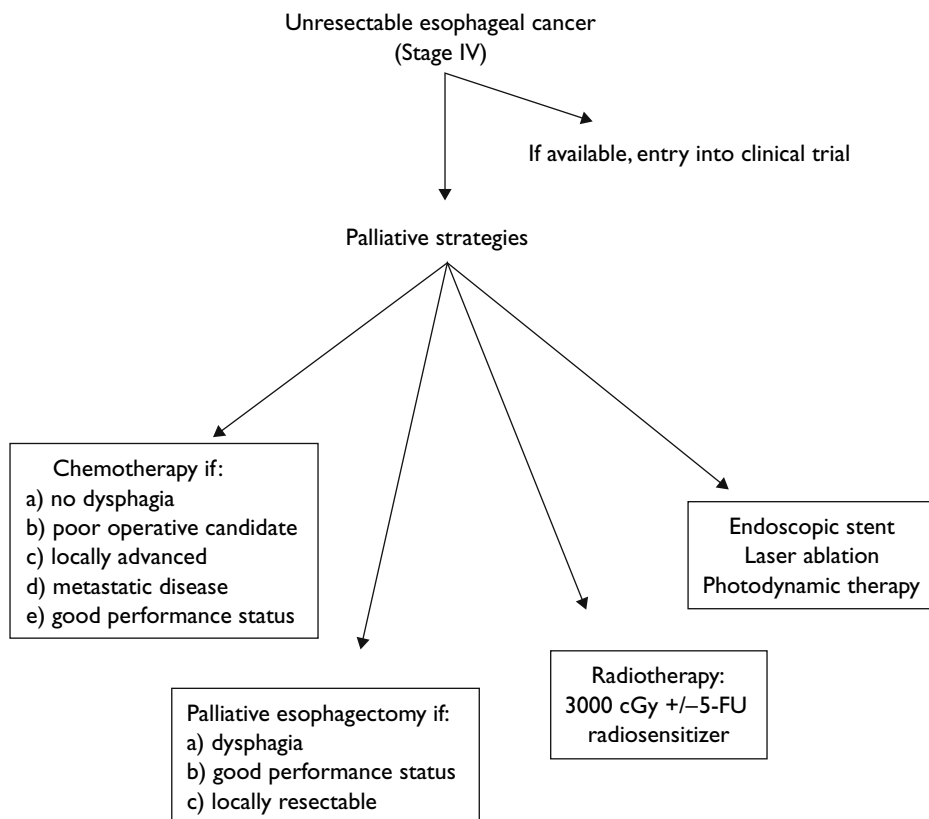 Unresectable esophageal cancer
(Stage IV)
If available, entry into clinical trial
Palliative strategies
Chemotherapy if:
a) no dysphagia
b) poor operative candidate
c) locally advanced
d) metastatic disease
e) good performance status
Palliative esophagectomy if:
a) dysphagia
b) good performance status
c) locally resectable
Radiotherapy:
3000 cGy +/–5-FU
radiosensitizer
Endoscopic stent
Laser ablation
Photodynamic therapy